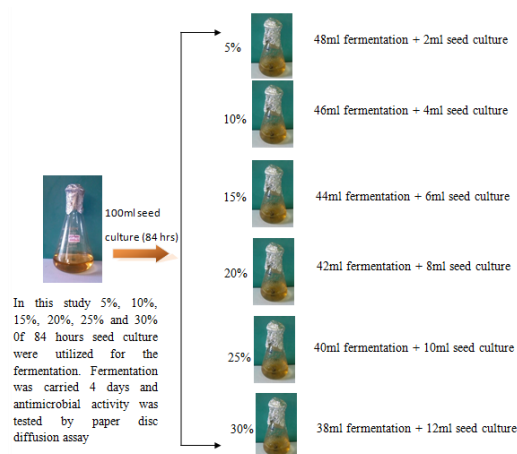 5%
48ml fermentation + 2ml seed culture
10%
46ml fermentation + 4ml seed culture
15%
44ml fermentation + 6ml seed culture
100ml seed
culture (84 hrs)
20%
42ml fermentation + 8ml seed culture
In this study 5%, 10%,
15%, 20%, 25% and 30%
0f 84 hours seed culture
were utilized for the
fermentation. Fermentation
was carried 4 days and
antimicrobial activity was
tested by paper disc
diffusion assay
25%
40ml fermentation + 10ml seed culture
30%
38ml fermentation + 12ml seed culture